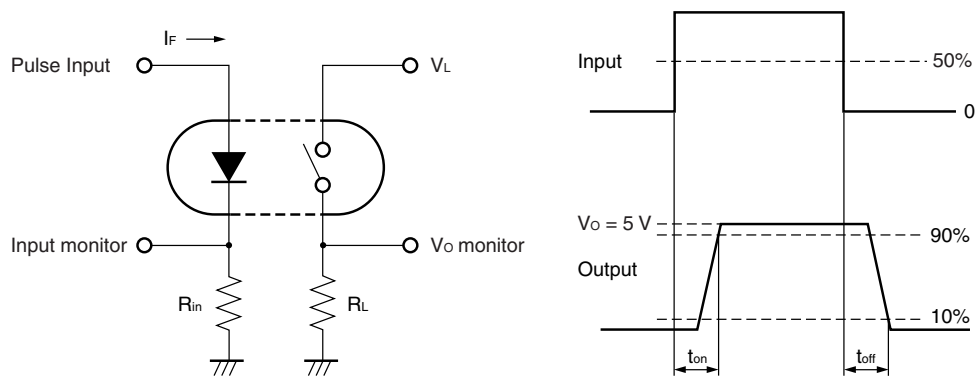 IF
Pulse Input
VL
Input monitor
VO monitor
Rin
RL
Input
50%
0
VO = 5 V
90%
Output
10%
ton
toff